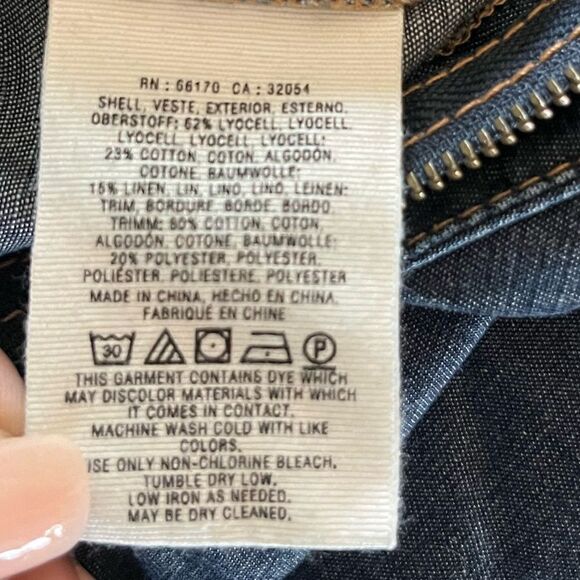 RN : 66170 CA : 32054
SHELL, VESTE, EXTERIOR, ESTERNO,
OBERSTOFF: 62% LYOCELL, LYOCELL,
LYOCELL, LYOCELL, LYOCELL:
23% COTTON, COTON, ALGODÓN,
COTONE, BAUMWOLLE:
15% LINEN, LIN, LINO, LINO, LEINEN:
TRIM, BORDURE, BORDE, BORDO,
TRIMM: 80% COTTON, COTON,
ALGODÓN, COTONE, BAUMWOLLE:
20% POLYESTER, POLYESTER,
POLIÉSTER, POLIESTERE, POLYESTER
MADE IN CHINA, HECHO EN CHINA,
FABRIQUÉ EN CHINE
30 P
THIS GARMENT CONTAINS DYE WHICH
MAY DISCOLOR MATERIALS WITH WHICH
IT COMES IN CONTACT.
MACHINE WASH COLD WITH LIKE
COLORS.
USE ONLY NON-CHLORINE BLEACH.
TUMBLE DRY LOW.
LOW IRON AS NEEDED.
MAY BE DRY CLEANED.